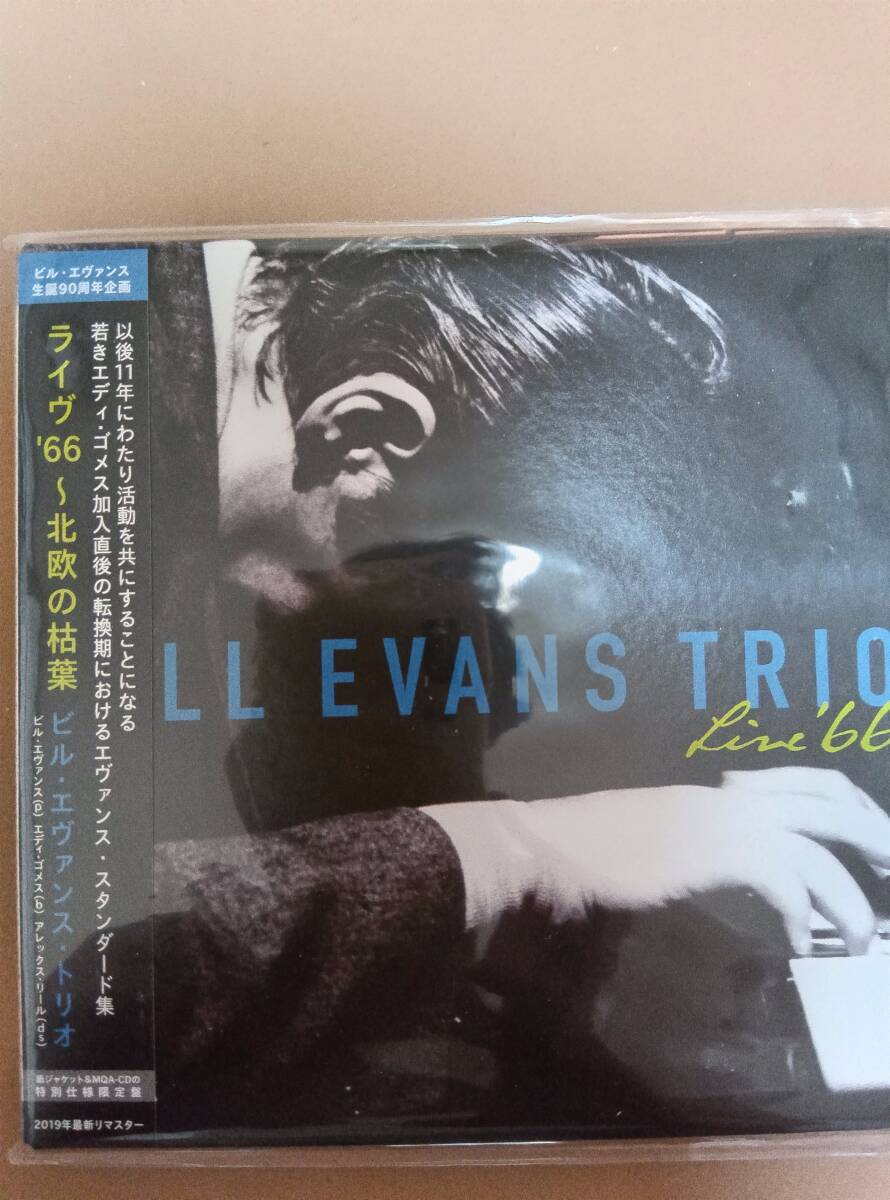 ビル・エヴァンス
生誕90周年企画
以後11年にわたり活動を共にすることになる
若きエディ・ゴメス加入直後の転換期におけるエヴァンス・スタンダード集
ライヴ'66～北欧の枯葉
ビル・エヴァンス・トリオ
ビル・エヴァンス(p) エディ・ゴメス(b) アレックス・リール(ds)
紙ジャケット&MQA-CDの
特別仕様限定盤
2019年最新リマスター
LL EVANS TRIO
Live '66